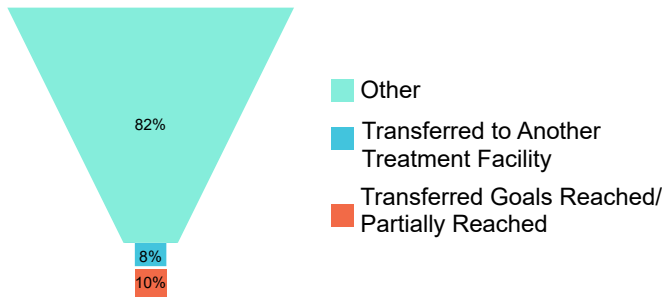 82%
8%
10%
Other
Transferred to Another
Treatment Facility
Transferred Goals Reached/
Partially Reached